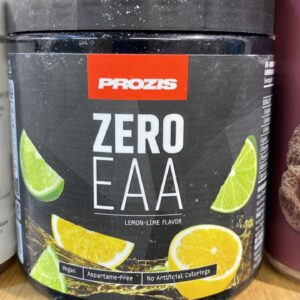 PROZIS
ZERO
EAA
LEMON-LIME FLAVOR
Vegan
Aspartame-Free
No Artificial Colorings